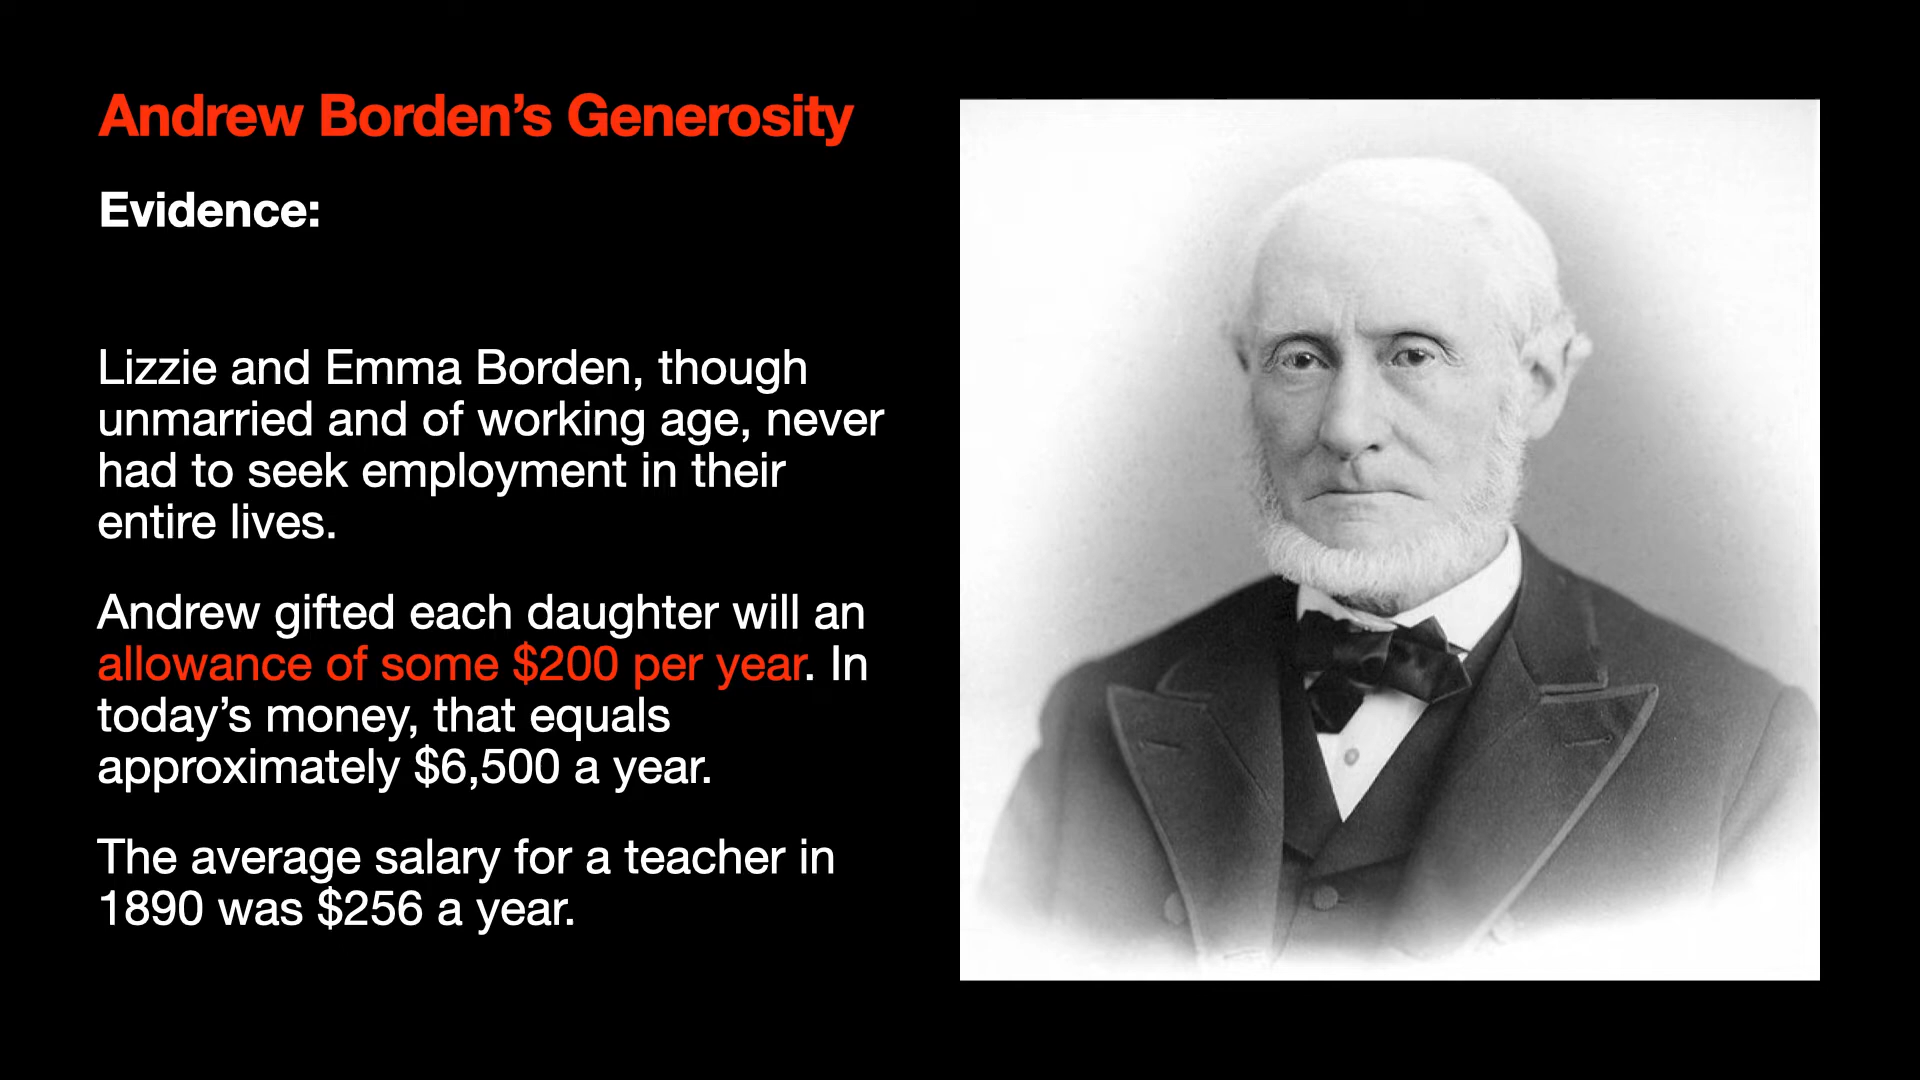 Andrew Borden’s Generosity
Evidence:
Lizzie and Emma Borden, though
unmarried and of working age, never
had to seek employment in their
entire lives.
Andrew gifted each daughter will an
allowance of some $200 per year. In
today’s money, that equals
approximately $6,500 a year.
The average salary for a teacher in
1890 was $256 a year.